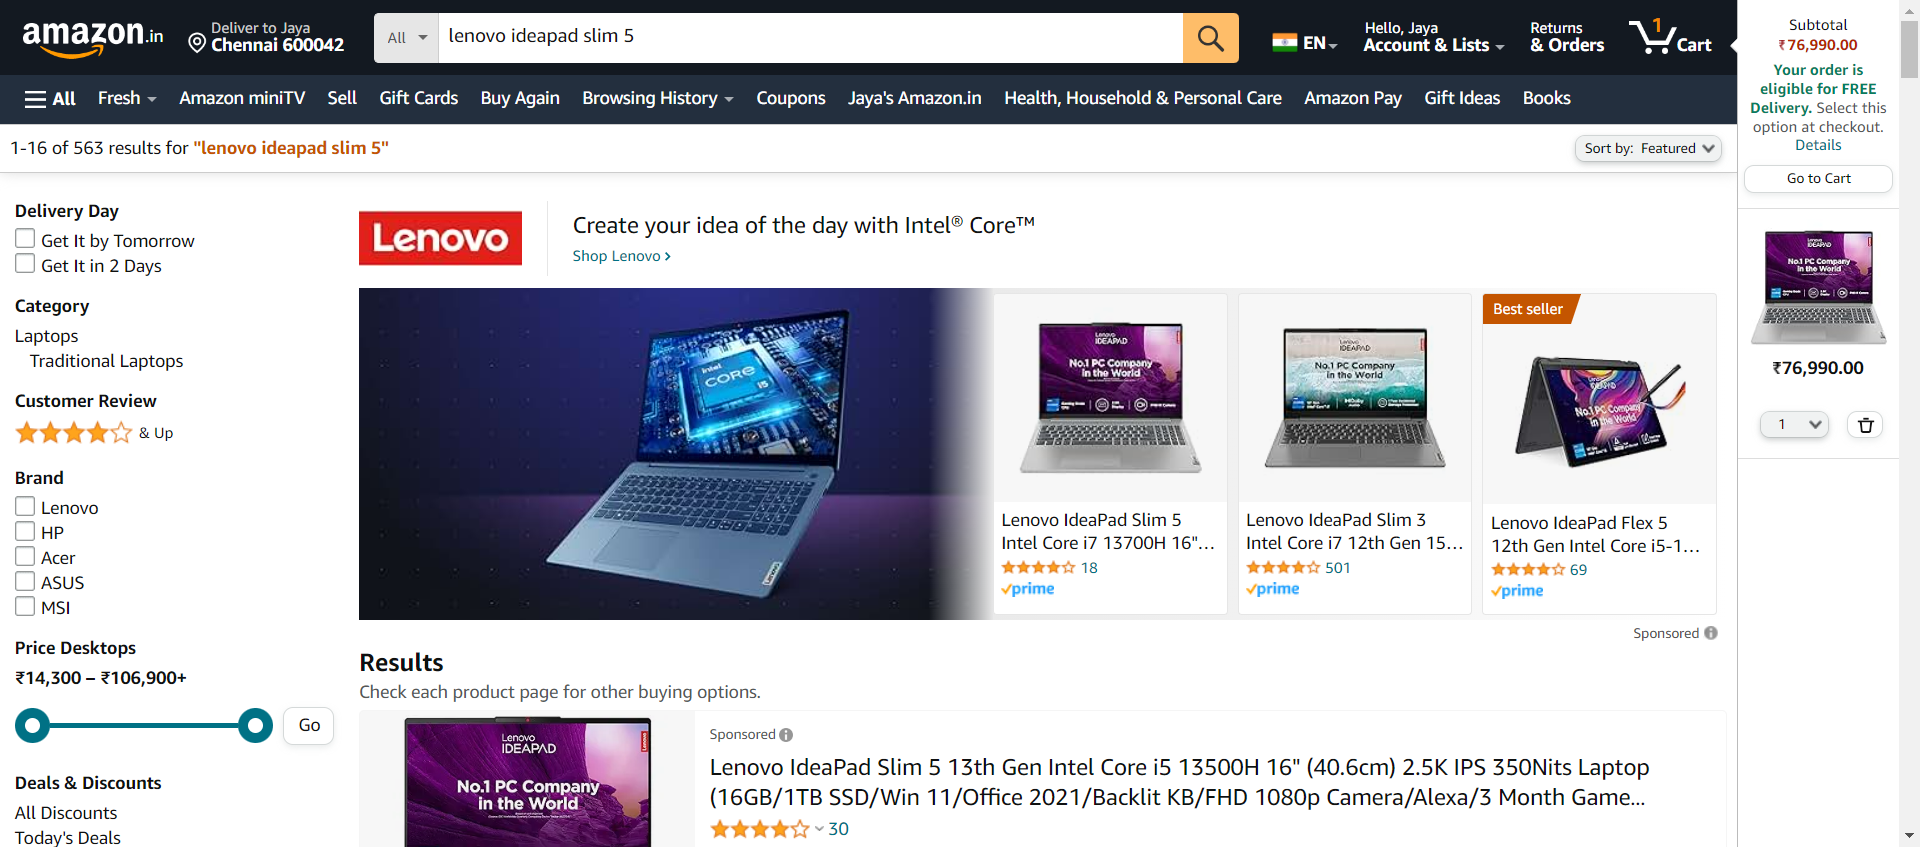 amazon.in
Deliver to Jaya
Chennai 600042
All
lenovo ideapad slim 5
EN
Hello, Jaya
Account & Lists
Returns
& Orders
1
Cart
All
Fresh
Amazon miniTV
Sell
Gift Cards
Buy Again
Browsing History
Coupons
Jaya's Amazon.in
Health, Household & Personal Care
Amazon Pay
Gift Ideas
Books
1-16 of 563 results for "lenovo ideapad slim 5"
Sort by: Featured
Subtotal
₹76,990.00
Your order is
eligible for FREE
Delivery. Select this
option at checkout.
Details
Go to Cart
Lenovo
IDEAPAD
No.1 PC Company
in the World
₹76,990.00
1
Delivery Day
Get It by Tomorrow
Get It in 2 Days
Category
Laptops
Traditional Laptops
Customer Review
& Up
Brand
Lenovo
HP
Acer
ASUS
MSI
Price Desktops
₹14,300 – ₹106,900+
Go
Deals & Discounts
All Discounts
Today's Deals
Lenovo
Create your idea of the day with Intel® Core™
Shop Lenovo ›
intel
CORE i5
Lenovo
Lenovo
IDEAPAD
No.1 PC Company
in the World
Lenovo IdeaPad Slim 5
Intel Core i7 13700H 16"...
18
prime
Lenovo
IDEAPAD
No.1 PC Company
in the World
Lenovo IdeaPad Slim 3
Intel Core i7 12th Gen 15...
501
prime
Best seller
No.1 PC Company
in the World
Lenovo IdeaPad Flex 5
12th Gen Intel Core i5-1...
69
prime
Sponsored
Results
Check each product page for other buying options.
Lenovo
IDEAPAD
No.1 PC Company
in the World
Sponsored
Lenovo IdeaPad Slim 5 13th Gen Intel Core i5 13500H 16" (40.6cm) 2.5K IPS 350Nits Laptop
(16GB/1TB SSD/Win 11/Office 2021/Backlit KB/FHD 1080p Camera/Alexa/3 Month Game...
30